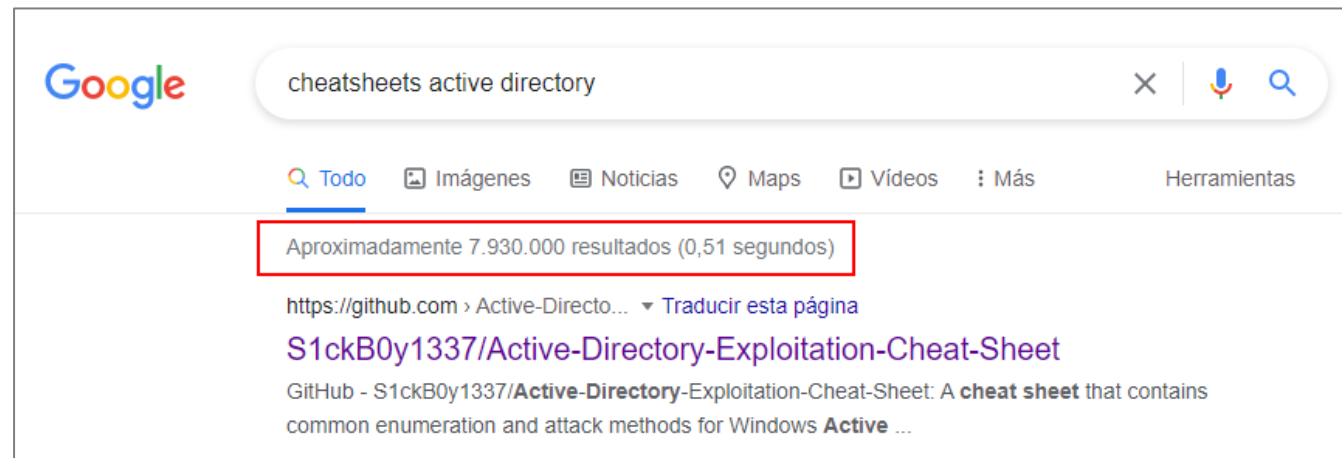 Google
cheatsheets active directory
Todo Imágenes Noticias Maps Vídeos Más Herramientas
Aproximadamente 7.930.000 resultados (0,51 segundos)
https://github.com › Active-Directo... Traducir esta página
S1ckB0y1337/Active-Directory-Exploitation-Cheat-Sheet
GitHub - S1ckB0y1337/Active-Directory-Exploitation-Cheat-Sheet: A cheat sheet that contains
common enumeration and attack methods for Windows Active ...